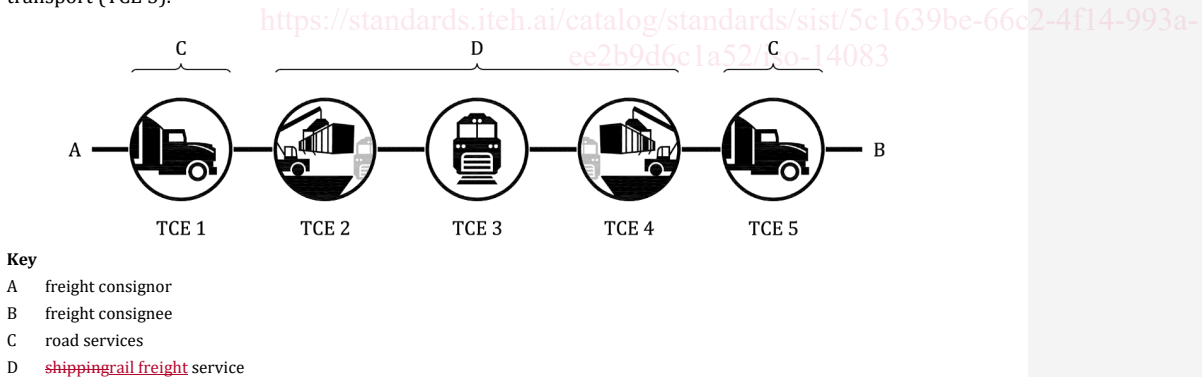 transport (TCE 5).
https://standards.iteh.ai/catalog/standards/sist/5c1639be-66c2-4f14-993a-
ee2b9d6c1a52/iso-14083
C D C
A B
TCE 1 TCE 2 TCE 3 TCE 4 TCE 5
Key
A freight consignor
B freight consignee
C road services
D shippingrail freight service